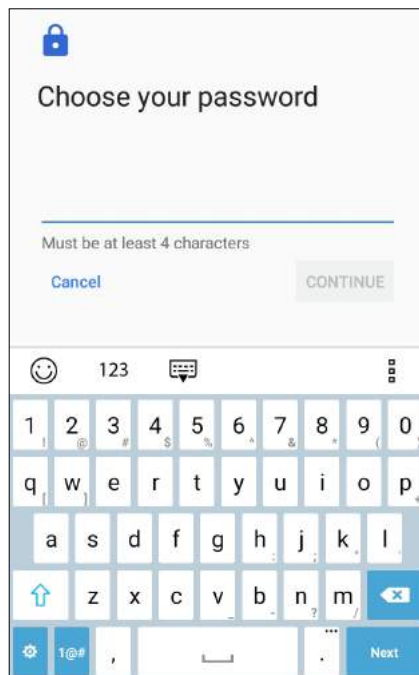 Choose your password
Must be at least 4 characters
Cancel CONTINUE
123
1 ! 2 @ 3 # 4 $ 5 % 6 ^ 7 & 8 * 9 ( 0 )
q [ w ] e r t y u i o p
a s d f g h : j ; k ' l
z x c v _ b - n ? m /
1@# , . ... Next